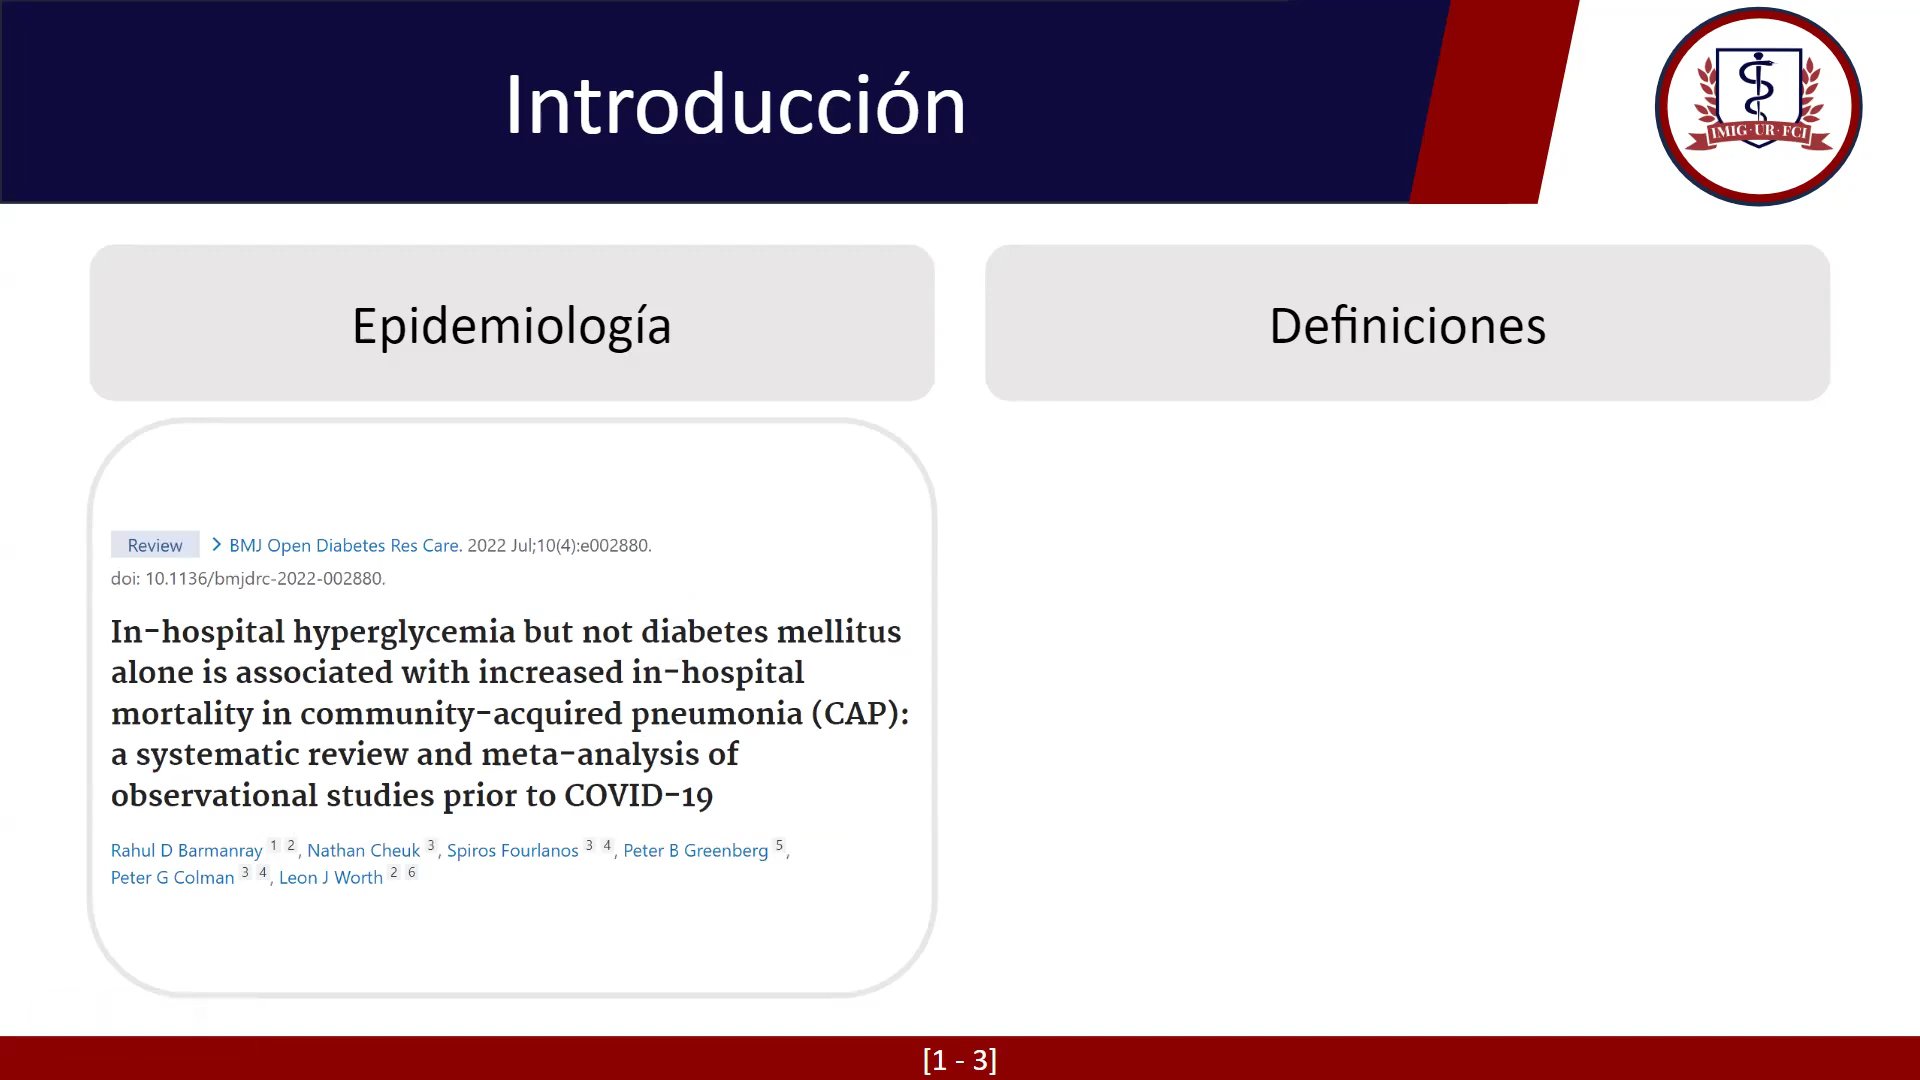 Introducción
IMIG·UR·FCI
Epidemiología
Definiciones
Review > BMJ Open Diabetes Res Care. 2022 Jul;10(4):e002880.
doi: 10.1136/bmjdrc-2022-002880.
In-hospital hyperglycemia but not diabetes mellitus
alone is associated with increased in-hospital
mortality in community-acquired pneumonia (CAP):
a systematic review and meta-analysis of
observational studies prior to COVID-19
Rahul D Barmanray 1 2, Nathan Cheuk 3, Spiros Fourlanos 3 4, Peter B Greenberg 5,
Peter G Colman 3 4, Leon J Worth 2 6
[1 - 3]